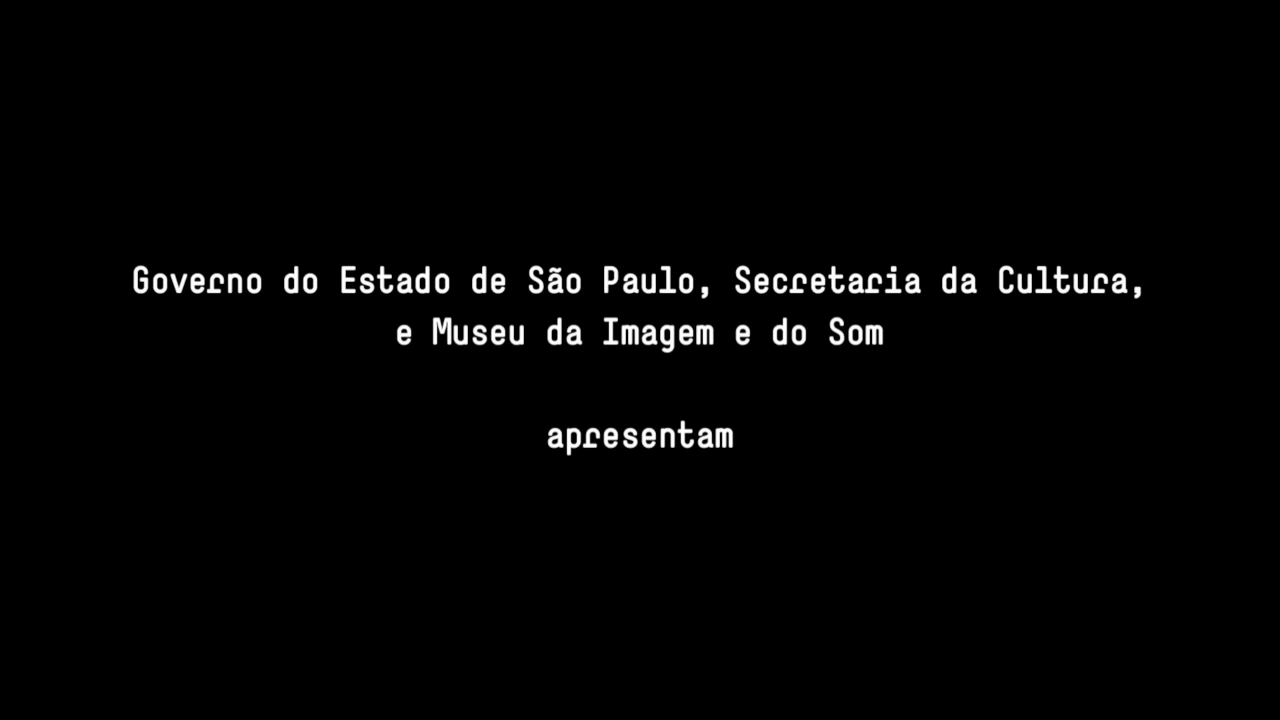 Governo do Estado de São Paulo, Secretaria da Cultura,
e Museu da Imagem e do Som
apresentam